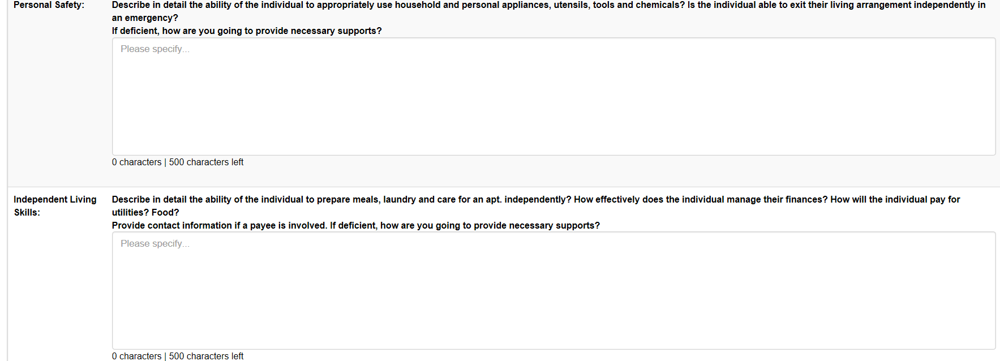 Personal Safety:
Describe in detail the ability of the individual to appropriately use household and personal appliances, utensils, tools and chemicals? Is the individual able to exit their living arrangement independently in
an emergency?
If deficient, how are you going to provide necessary supports?
Please specify...
0 characters | 500 characters left
Independent Living
Skills:
Describe in detail the ability of the individual to prepare meals, laundry and care for an apt. independently? How effectively does the individual manage their finances? How will the individual pay for
utilities? Food?
Provide contact information if a payee is involved. If deficient, how are you going to provide necessary supports?
Please specify...
0 characters | 500 characters left